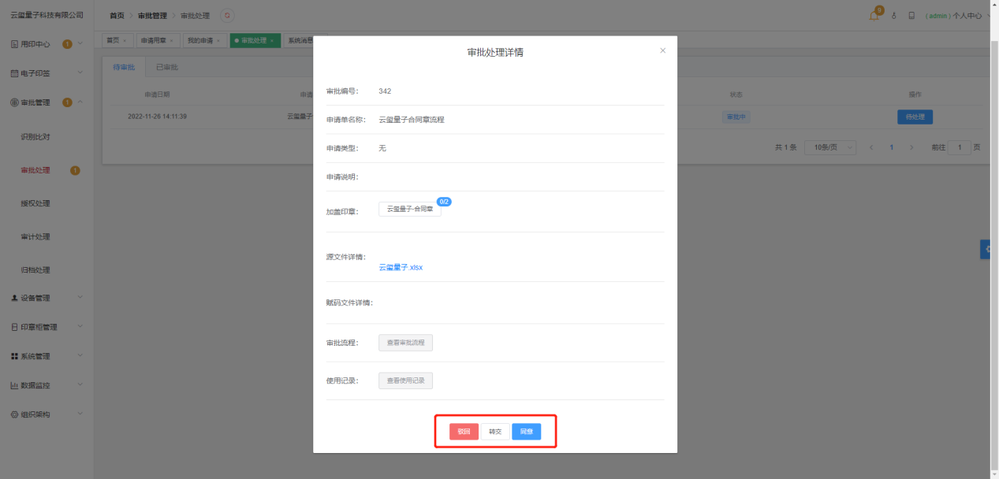 云玺量子科技有限公司
首页 审批管理 审批处理
9
(admin) 个人中心
用印中心 1
电子印签
审批管理 1
识别比对
审批处理 1
授权处理
审计处理
归档处理
设备管理
印章柜管理
系统管理
数据监控
组织架构
首页 × 申请用章 × 我的申请 × 审批处理 × 系统消息
待审批 已审批
申请日期 申请 状态 操作
2022-11-26 14:11:39 云玺量子 审批中 待处理
共 1 条 10条/页 < 1 > 前往 1 页
审批处理详情 ×
审批编号: 342
申请单名称: 云玺量子合同章流程
申请类型: 无
申请说明:
加盖印章: 云玺量子-合同章 0/2
源文件详情:
云玺量子.xlsx
赋码文件详情:
审批流程: 查看审批流程
使用记录: 查看使用记录
驳回 转交 同意